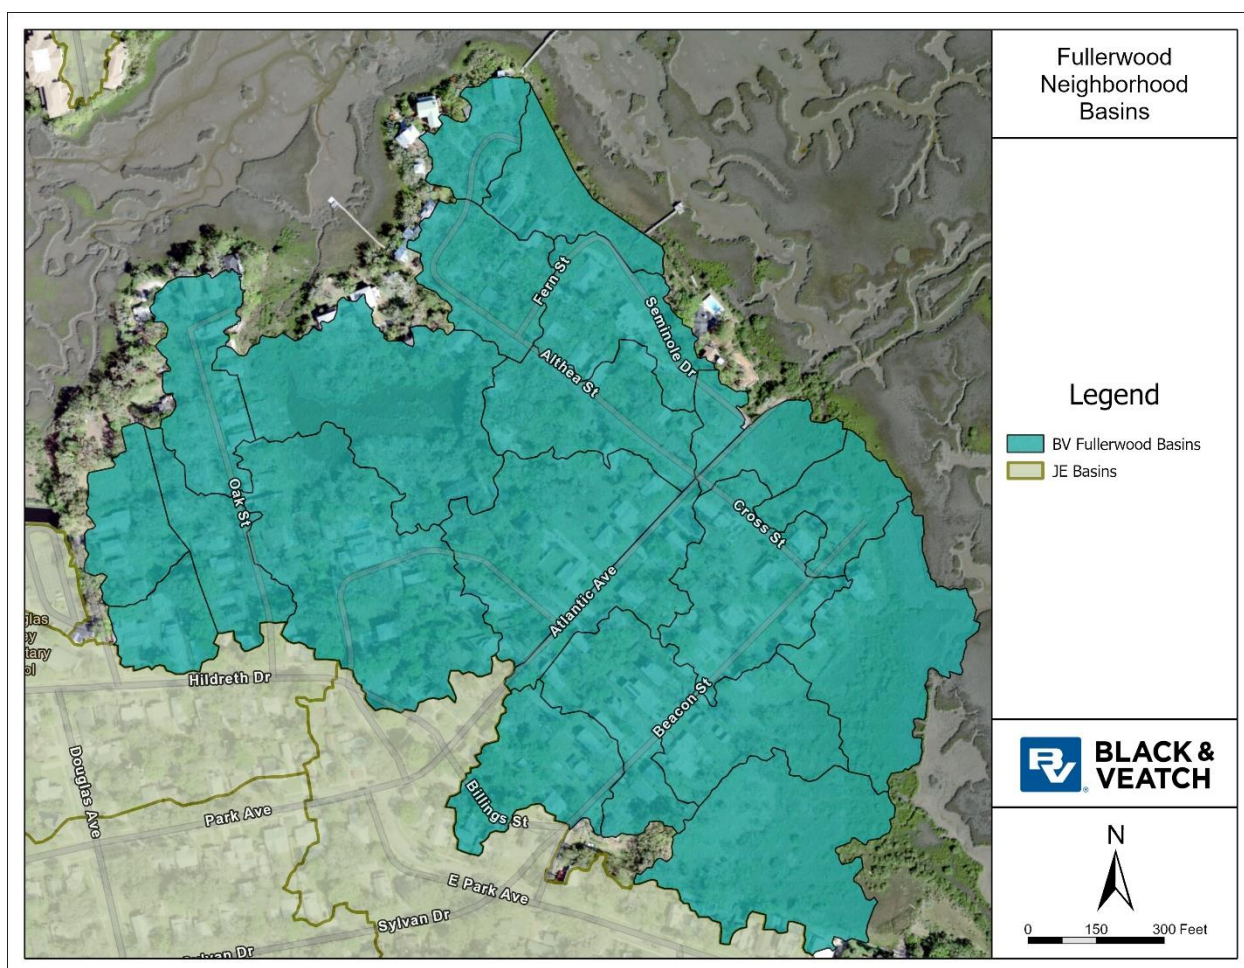 Fullerwood
Neighborhood
Basins
Legend
BV Fullerwood Basins
JE Basins
BV
BLACK &
VEATCH
N
0 150 300 Feet
Fern St
Seminole Dr
Althea St
Oak St
Cross St
Atlantic Ave
Beacon St
Hildreth Dr
Billings St
Douglas Ave
Park Ave
E Park Ave
Sylvan Dr